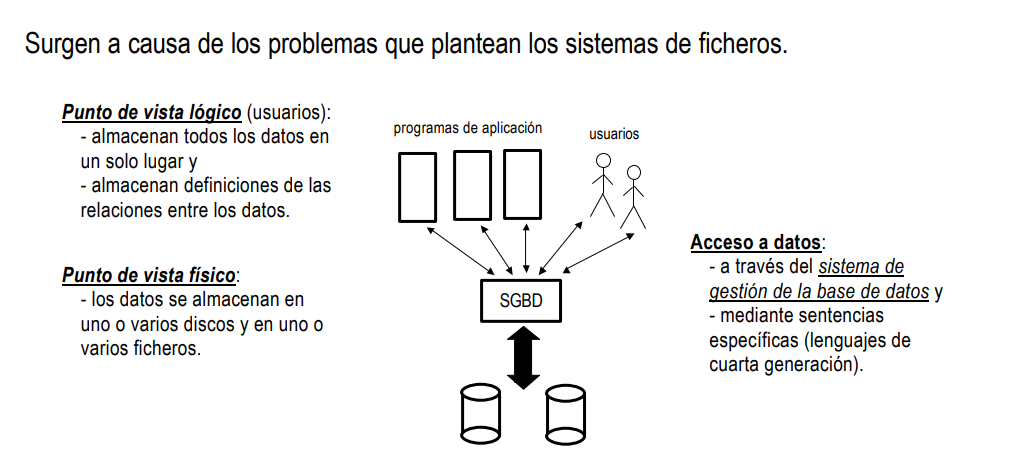 Surgen a causa de los problemas que plantean los sistemas de ficheros.
Punto de vista lógico (usuarios):
- almacenan todos los datos en
un solo lugar y
- almacenan definiciones de las
relaciones entre los datos.
Punto de vista físico:
- los datos se almacenan en
uno o varios discos y en uno o
varios ficheros.
programas de aplicación
usuarios
SGBD
Acceso a datos:
- a través del sistema de
gestión de la base de datos y
- mediante sentencias
específicas (lenguajes de
cuarta generación).